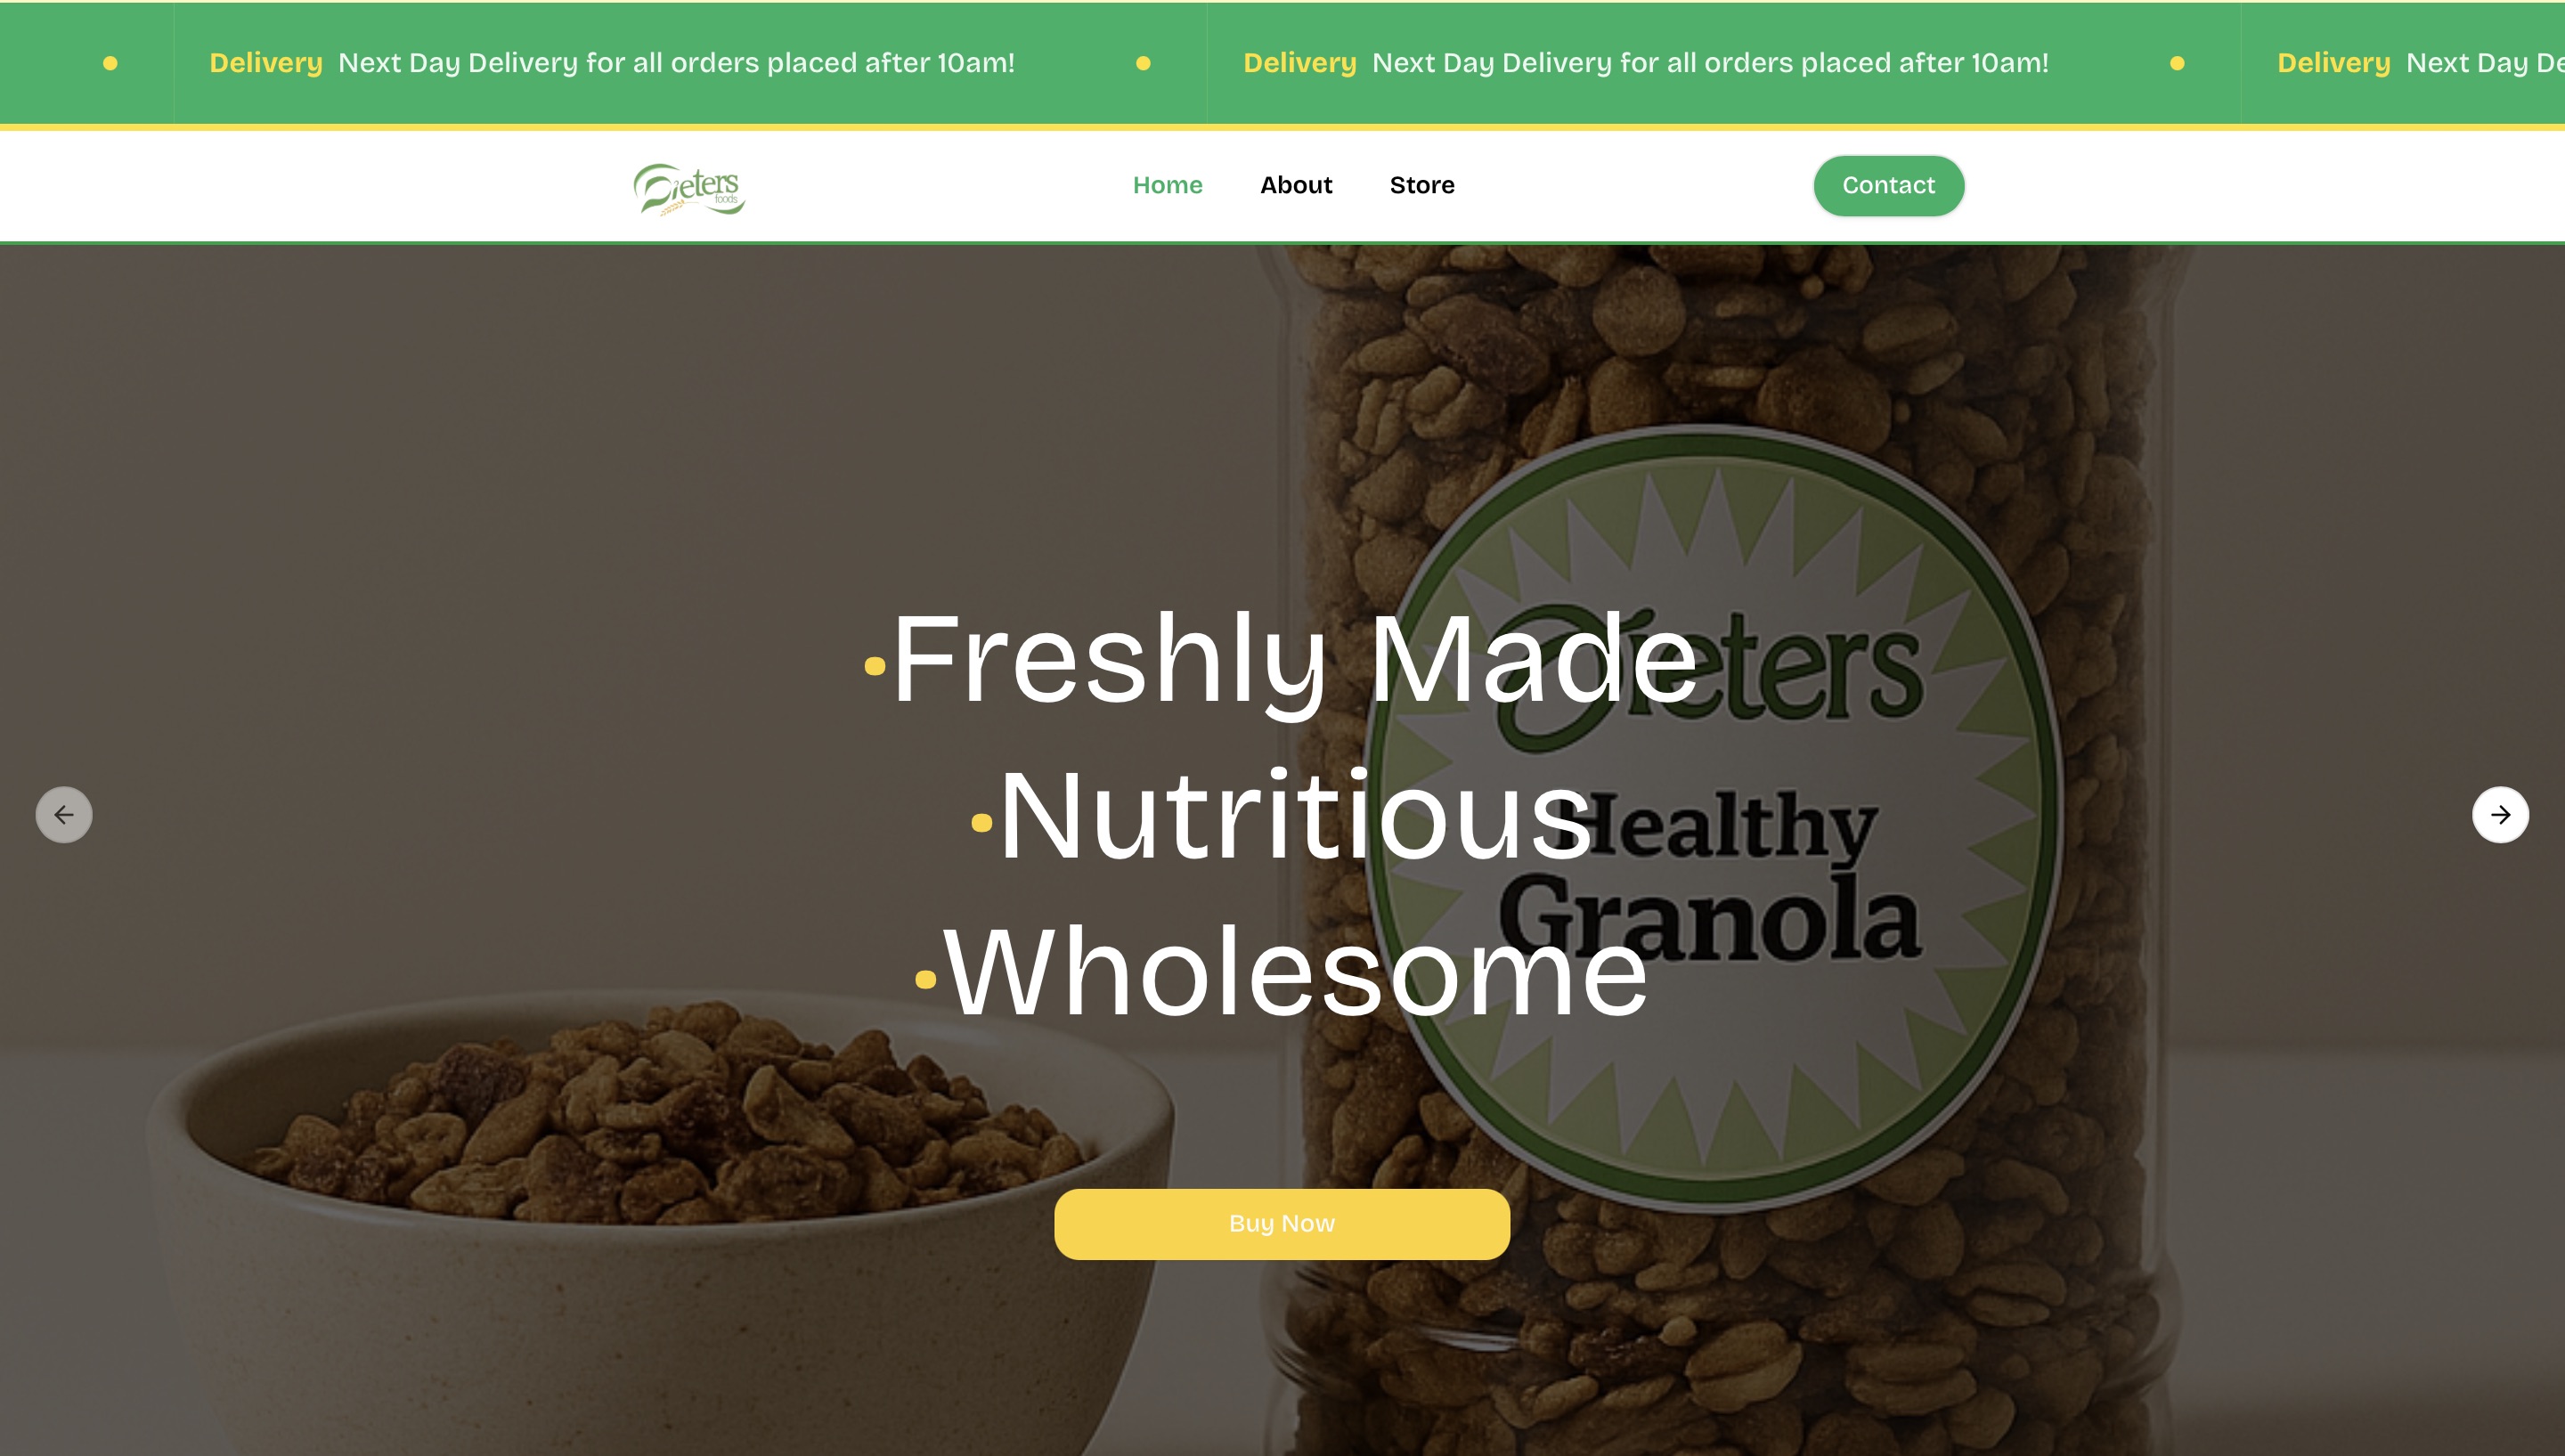 Delivery Next Day Delivery for all orders placed after 10am!
Delivery Next Day Delivery for all orders placed after 10am!
Delivery Next Day De
Dieters
foods
Home
About
Store
Contact
Freshly Made
Nutritious
Wholesome
Dieters
Healthy
Granola
Buy Now